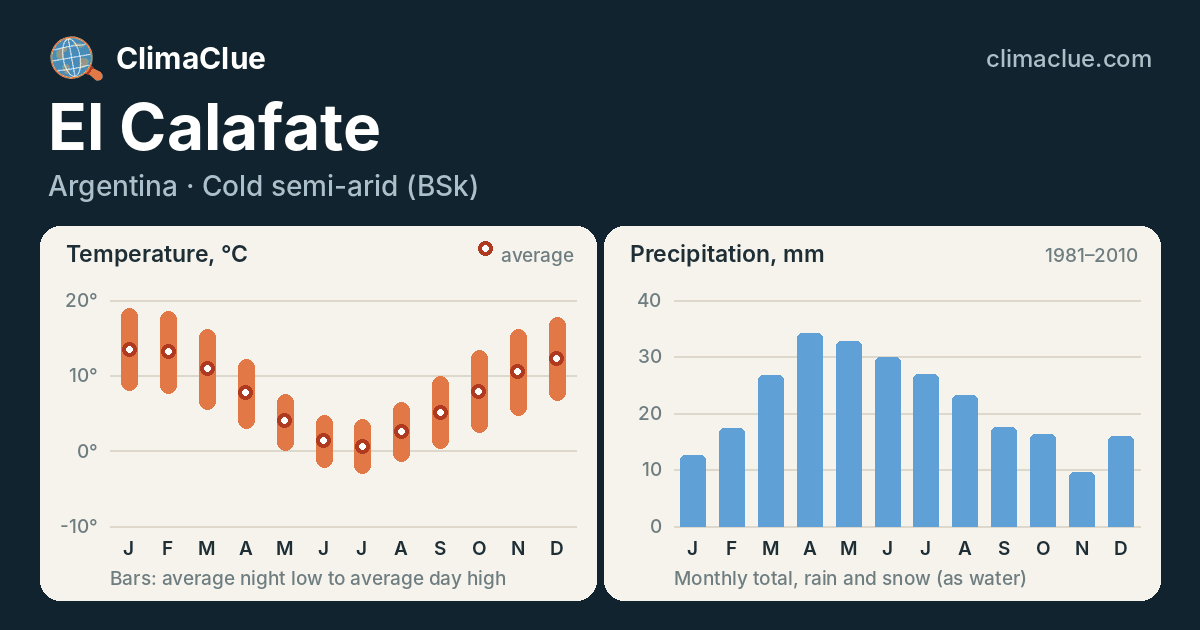 ClimaClue
climaclue.com
El Calafate
Argentina · Cold semi-arid (BSk)
Temperature, °C
average
20°
10°
0°
-10°
J F M A M J J A S O N D
Bars: average night low to average day high
Precipitation, mm
1981–2010
40
30
20
10
0
J F M A M J J A S O N D
Monthly total, rain and snow (as water)